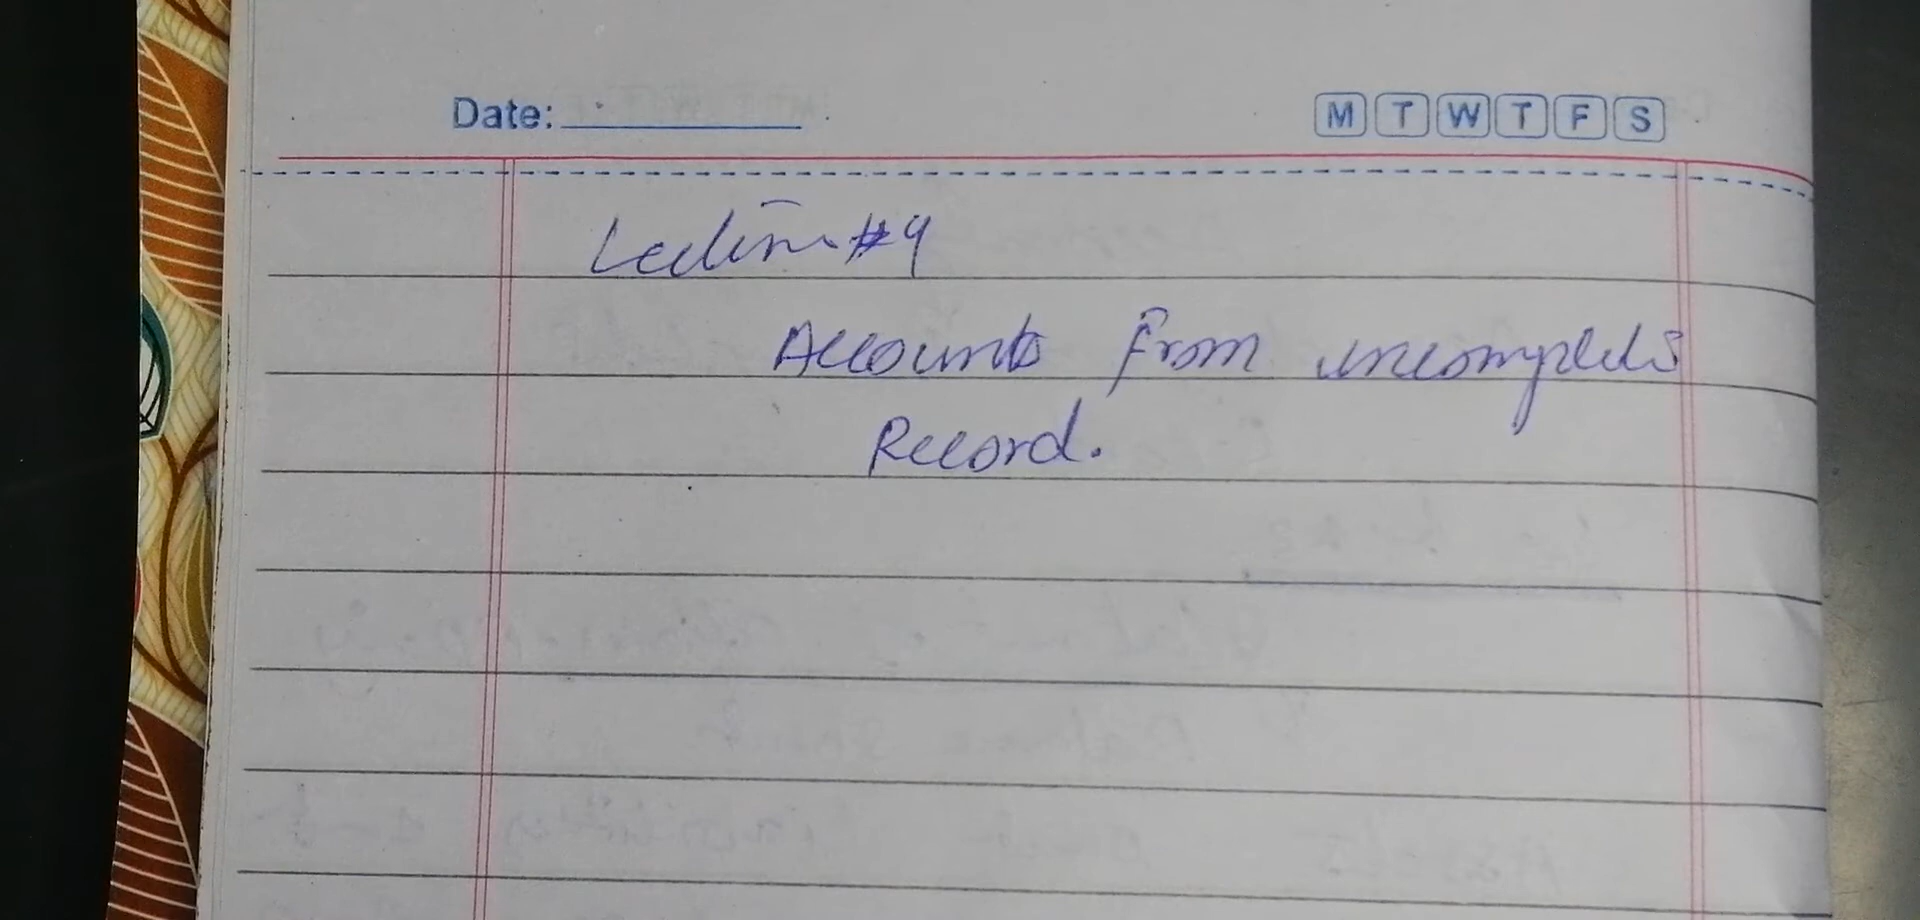 Date:
M T W T F S
Lecture #9
Accounts From incomplete
Record.